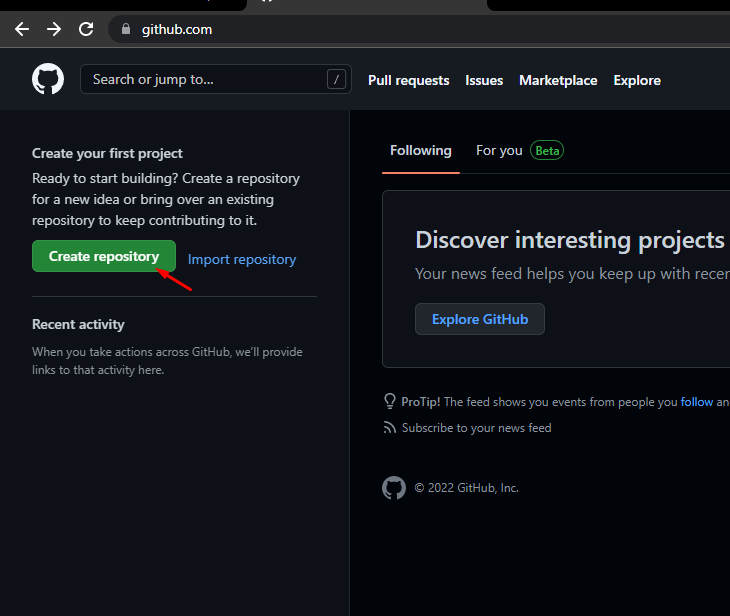 github.com
Search or jump to...
/
Pull requests
Issues
Marketplace
Explore
Create your first project
Ready to start building? Create a repository
for a new idea or bring over an existing
repository to keep contributing to it.
Create repository
Import repository
Recent activity
When you take actions across GitHub, we'll provide
links to that activity here.
Following
For you
Beta
Discover interesting projects
Your news feed helps you keep up with recen
Explore GitHub
ProTip! The feed shows you events from people you follow an
Subscribe to your news feed
© 2022 GitHub, Inc.